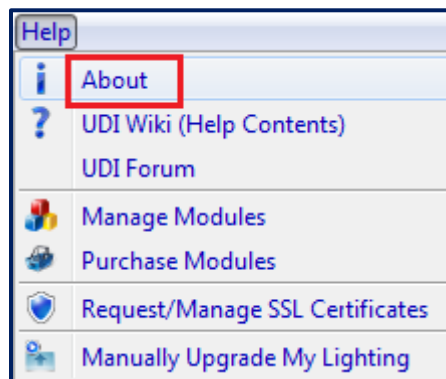 Help
About
UDI Wiki (Help Contents)
UDI Forum
Manage Modules
Purchase Modules
Request/Manage SSL Certificates
Manually Upgrade My Lighting